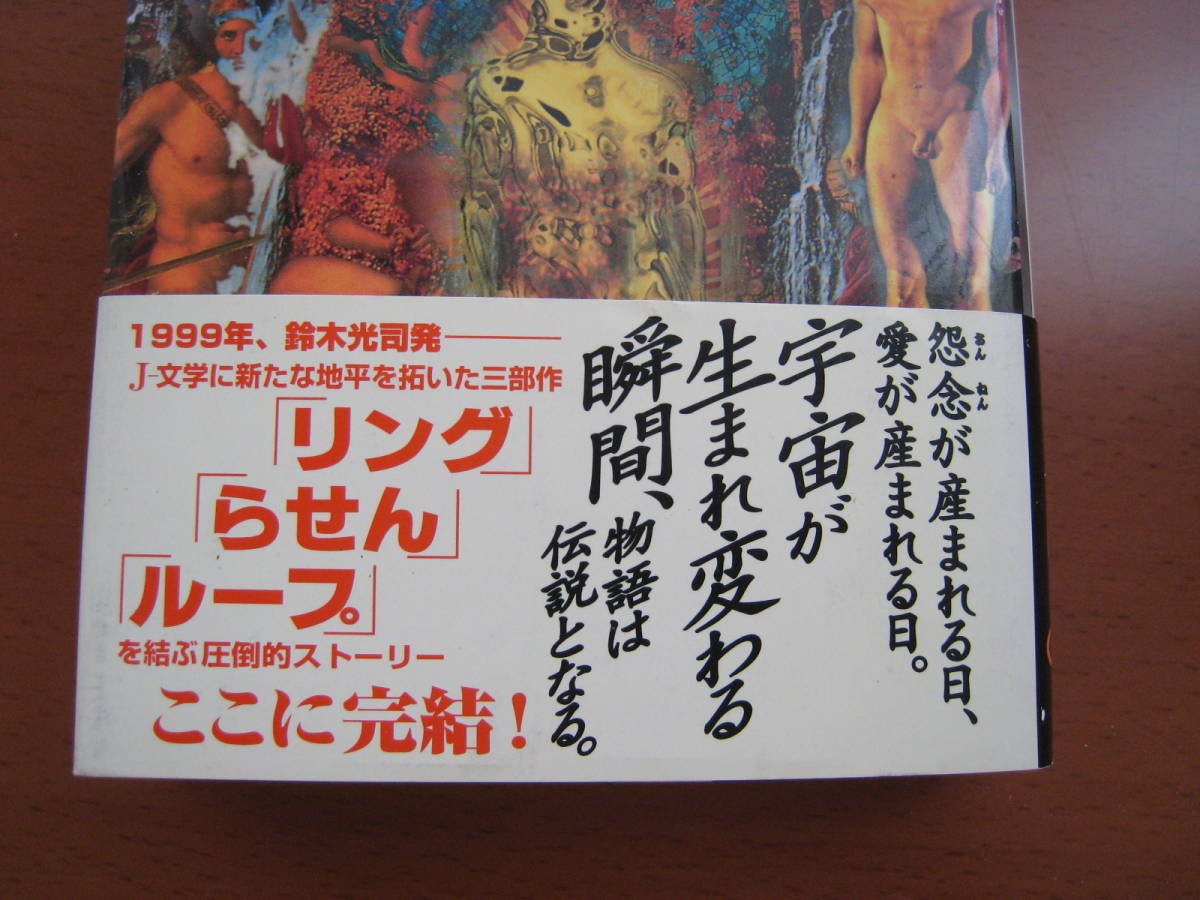 怨念が産まれる日、
おん ねん
愛が産まれる日。
宇宙が
生まれ変わる
瞬間、
物語は
伝説となる。
1999年、鈴木光司発――
J-文学に新たな地平を拓いた三部作
「リング」
「らせん」
「ループ」
を結ぶ圧倒的ストーリー
ここに完結!